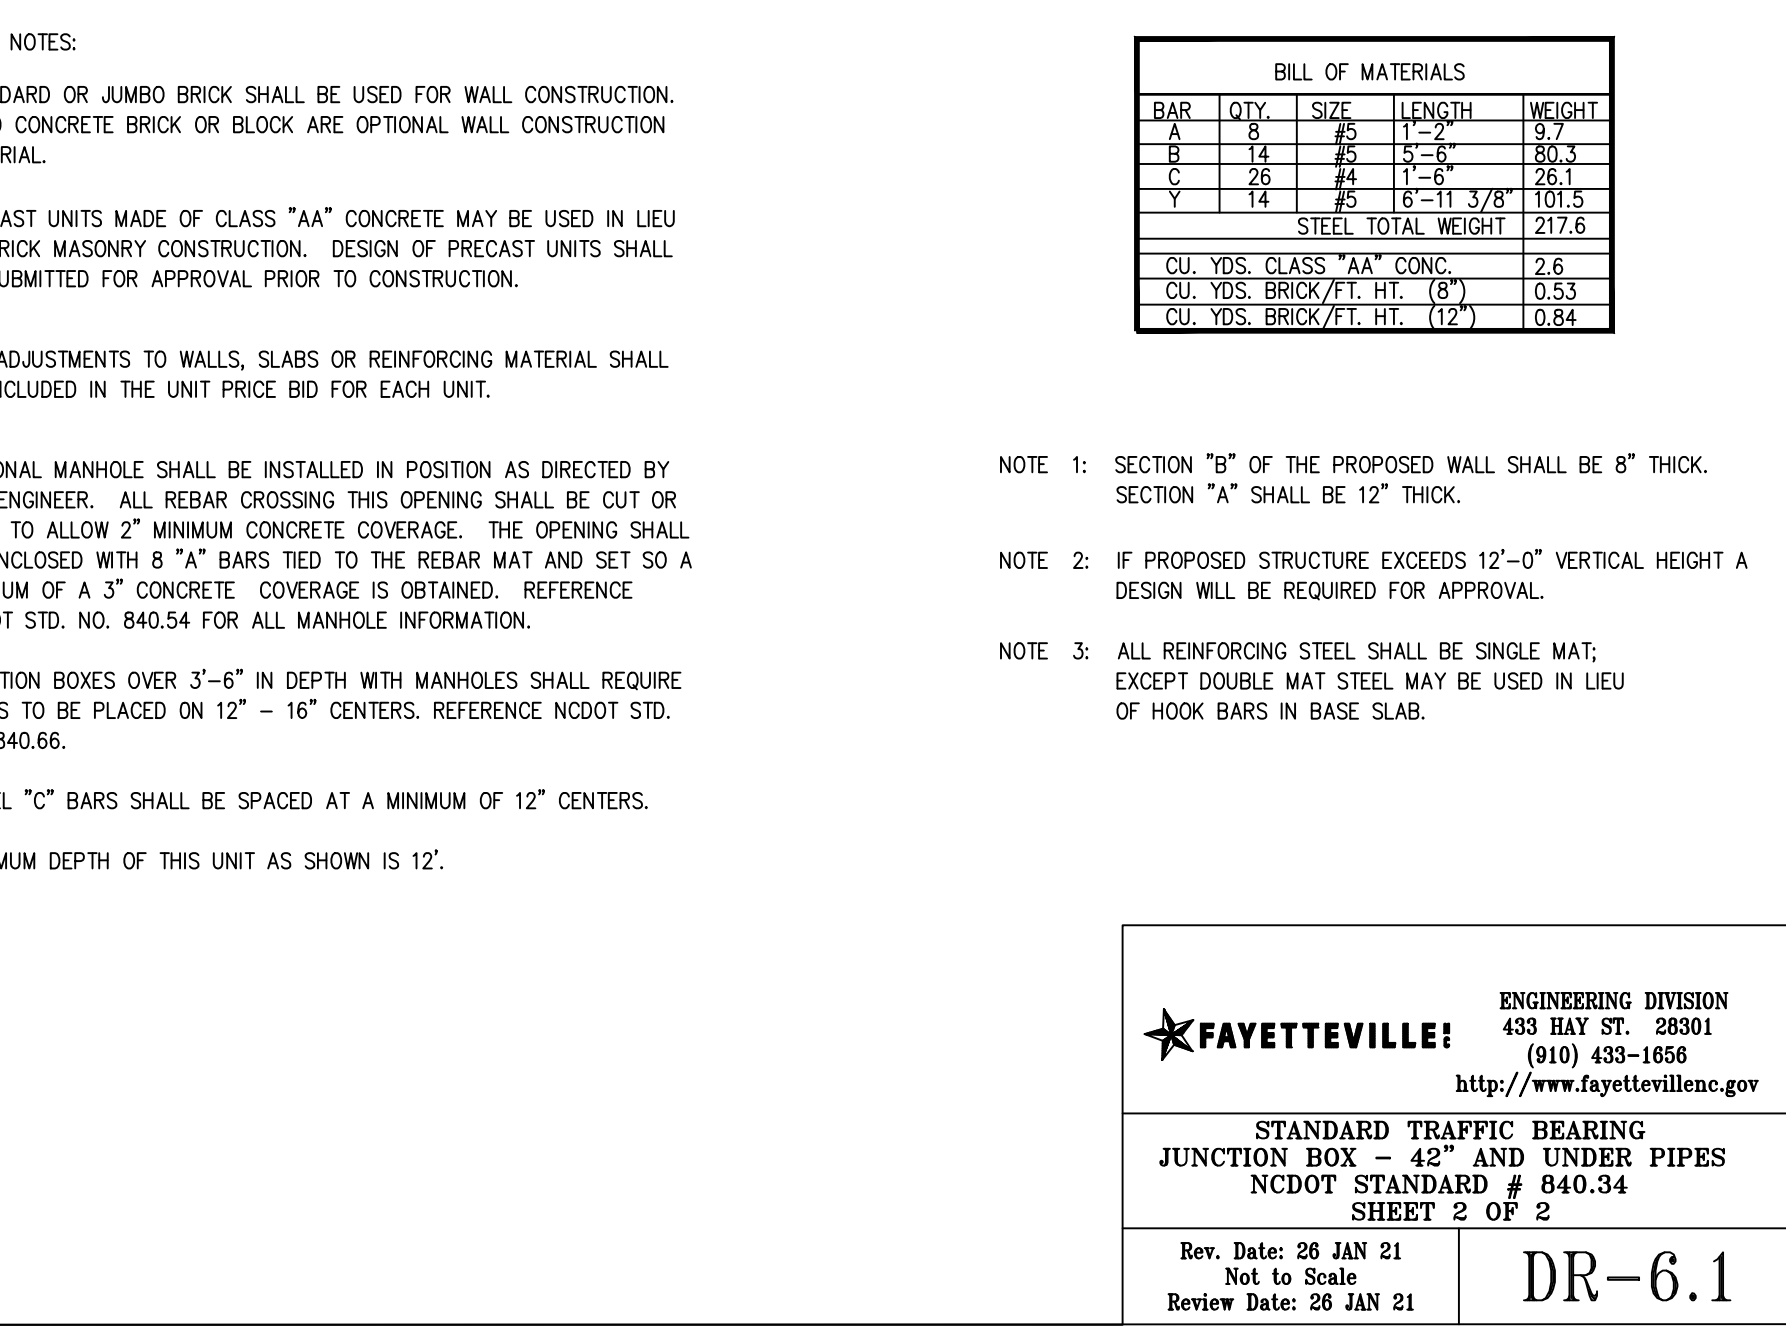 NOTES:
DARD OR JUMBO BRICK SHALL BE USED FOR WALL CONSTRUCTION.
CONCRETE BRICK OR BLOCK ARE OPTIONAL WALL CONSTRUCTION
RIAL.
AST UNITS MADE OF CLASS "AA" CONCRETE MAY BE USED IN LIEU
RICK MASONRY CONSTRUCTION. DESIGN OF PRECAST UNITS SHALL
UBMITTED FOR APPROVAL PRIOR TO CONSTRUCTION.
ADJUSTMENTS TO WALLS, SLABS OR REINFORCING MATERIAL SHALL
NCLUDED IN THE UNIT PRICE BID FOR EACH UNIT.
ONAL MANHOLE SHALL BE INSTALLED IN POSITION AS DIRECTED BY
ENGINEER. ALL REBAR CROSSING THIS OPENING SHALL BE CUT OR
TO ALLOW 2" MINIMUM CONCRETE COVERAGE. THE OPENING SHALL
NCLOSED WITH 8 "A" BARS TIED TO THE REBAR MAT AND SET SO A
UM OF A 3" CONCRETE COVERAGE IS OBTAINED. REFERENCE
OT STD. NO. 840.54 FOR ALL MANHOLE INFORMATION.
TION BOXES OVER 3'-6" IN DEPTH WITH MANHOLES SHALL REQUIRE
S TO BE PLACED ON 12" - 16" CENTERS. REFERENCE NCDOT STD.
840.66.
EL "C" BARS SHALL BE SPACED AT A MINIMUM OF 12" CENTERS.
MUM DEPTH OF THIS UNIT AS SHOWN IS 12'.
BILL OF MATERIALS
BAR QTY. SIZE LENGTH WEIGHT
A 8 #5 1'-2" 9.7
B 14 #5 5'-6" 80.3
C 26 #4 1'-6" 26.1
Y 14 #5 6'-11 3/8" 101.5
STEEL TOTAL WEIGHT 217.6
CU. YDS. CLASS "AA" CONC. 2.6
CU. YDS. BRICK/FT. HT. (8") 0.53
CU. YDS. BRICK/FT. HT. (12") 0.84
NOTE 1: SECTION "B" OF THE PROPOSED WALL SHALL BE 8" THICK.
SECTION "A" SHALL BE 12" THICK.
NOTE 2: IF PROPOSED STRUCTURE EXCEEDS 12'-0" VERTICAL HEIGHT A
DESIGN WILL BE REQUIRED FOR APPROVAL.
NOTE 3: ALL REINFORCING STEEL SHALL BE SINGLE MAT;
EXCEPT DOUBLE MAT STEEL MAY BE USED IN LIEU
OF HOOK BARS IN BASE SLAB.
FAYETTEVILLE NC
ENGINEERING DIVISION
433 HAY ST. 28301
(910) 433-1656
http://www.fayettevillenc.gov
STANDARD TRAFFIC BEARING
JUNCTION BOX - 42" AND UNDER PIPES
NCDOT STANDARD # 840.34
SHEET 2 OF 2
Rev. Date: 26 JAN 21
Not to Scale
Review Date: 26 JAN 21
DR-6.1